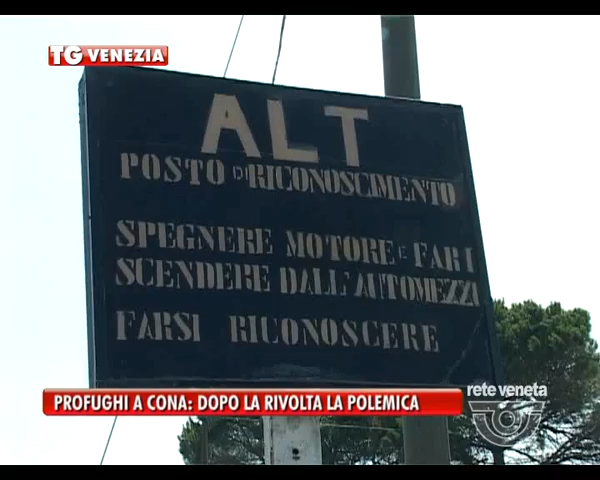 TG VENEZIA
ALT
POSTO DI RICONOSCIMENTO
SPEGNERE MOTORE E FARI
SCENDERE DALL'AUTOMEZZO
FARSI RICONOSCERE
PROFUGHI A CONA: DOPO LA RIVOLTA LA POLEMICA
rete veneta